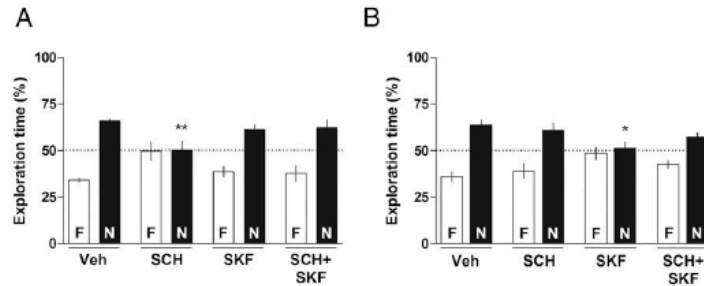 A
Exploration time (%)
100
75
50
25
0
**
F N F N F N F N
Veh SCH SKF SCH+
SKF
B
Exploration time (%)
100
75
50
25
0
*
F N F N F N F N
Veh SCH SKF SCH+
SKF